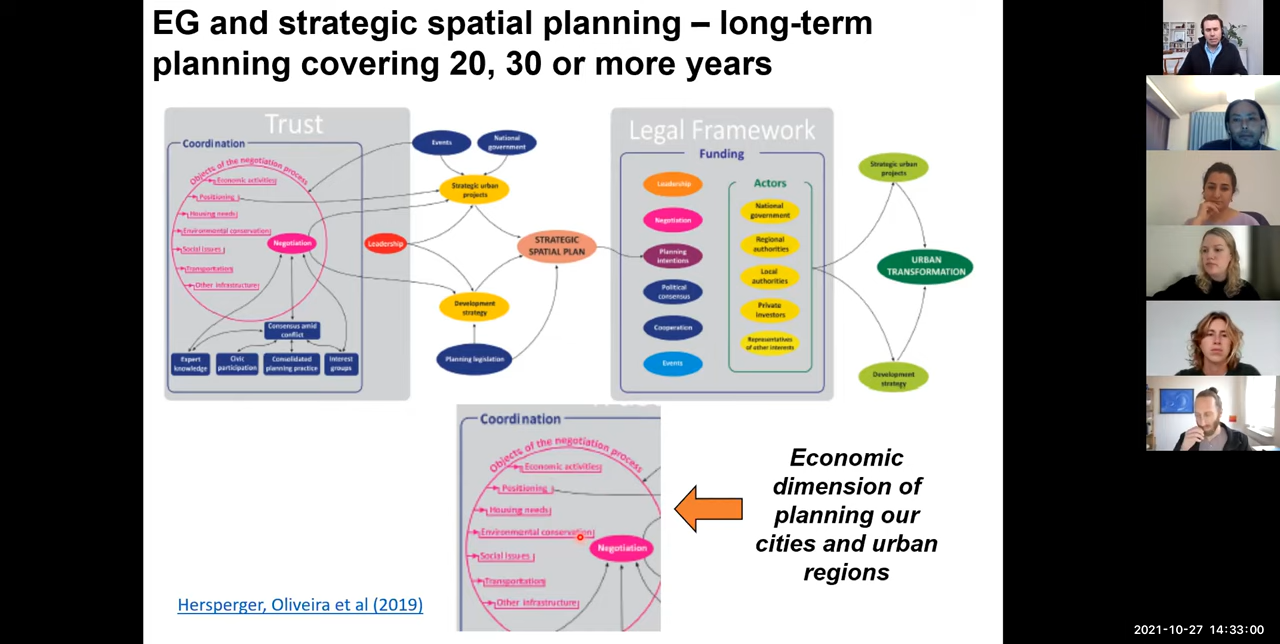 EG and strategic spatial planning – long-term
planning covering 20, 30 or more years
Trust
Coordination
Objects of the negotiation process
Economic activities
Positioning
Housing needs
Environmental conservation
Social issues
Transportation
Other infrastructures
Negotiation
Consensus amid
conflict
Expert
knowledge
Civic
participation
Consolidated
planning practice
Interest
groups
Leadership
Events
National
government
Strategic urban
projects
STRATEGIC
SPATIAL PLAN
Development
strategy
Planning legislation
Legal Framework
Funding
Leadership
Negotiation
Planning
intentions
Political
consensus
Cooperation
Events
Actors
National
government
Regional
authorities
Local
authorities
Private
investors
Representatives
of other interests
Strategic urban
projects
URBAN
TRANSFORMATION
Development
strategy
Coordination
Objects of the negotiation process
Economic activities
Positioning
Housing needs
Environmental conservation
Social issues
Transportation
Other infrastructure
Negotiation
Economic
dimension of
planning our
cities and urban
regions
Hersperger, Oliveira et al (2019)
2021-10-27 14:33:00